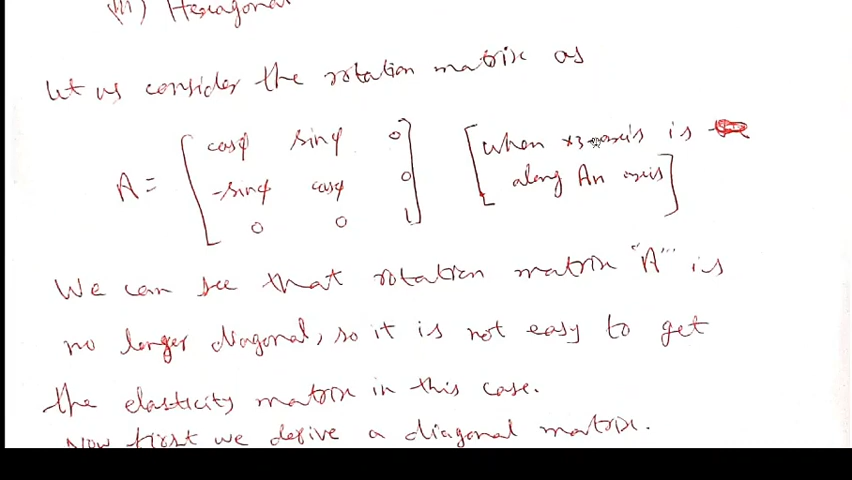 (iii) Hexagonal
Let us consider the rotation matrix as
A = [ cosφ sinφ 0
-sinφ cosφ 0
0 0 1 ]
[when x3-axis is
along An axis]
We can see that rotation matrix "A" is
no longer diagonal, so it is not easy to get
the elasticity matrix in this case.
Now first we derive a diagonal matrix.